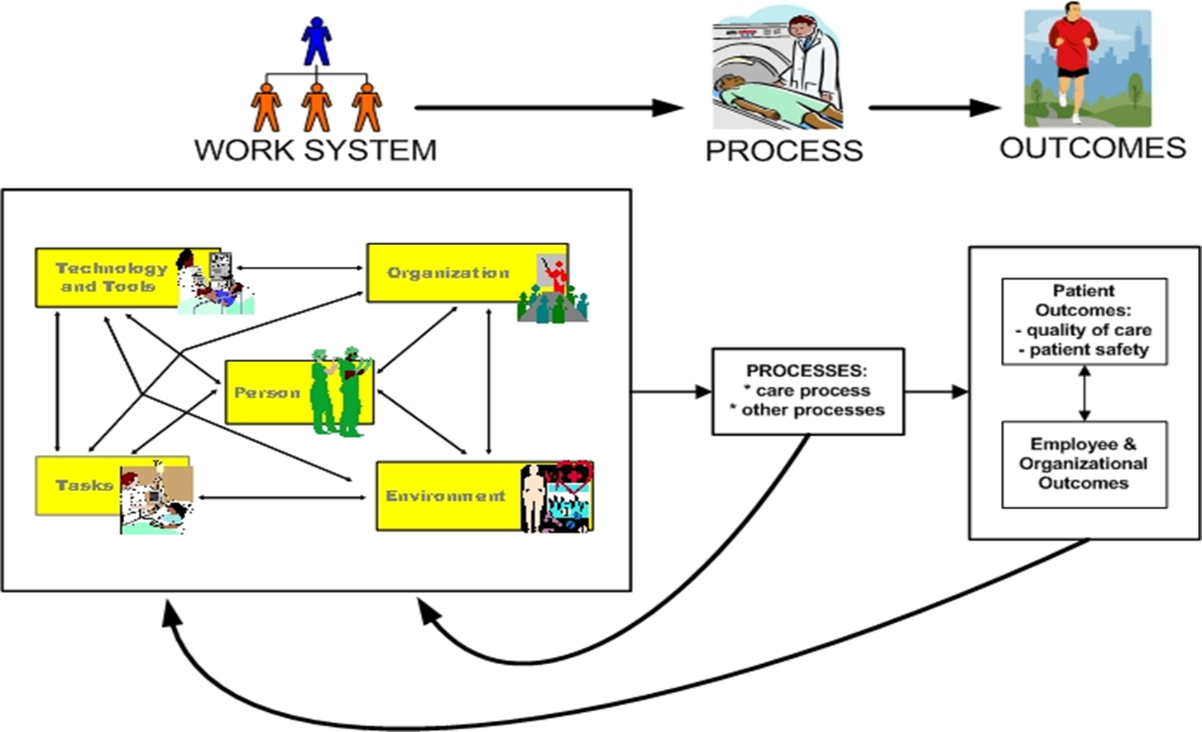 WORK SYSTEM
PROCESS
OUTCOMES
Technology
and Tools
Organization
Person
Tasks
Environment
PROCESSES:
* care process
* other processes
Patient
Outcomes:
- quality of care
- patient safety
Employee &
Organizational
Outcomes